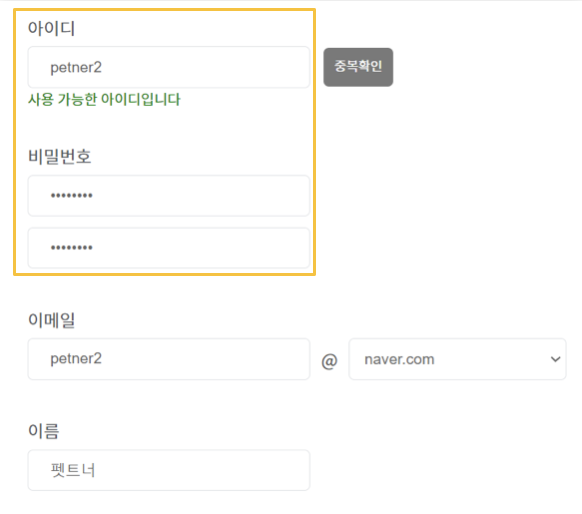 아이디
petner2
중복확인
사용 가능한 아이디입니다
비밀번호
••••••••
••••••••
이메일
petner2 @ naver.com
이름
펫트너